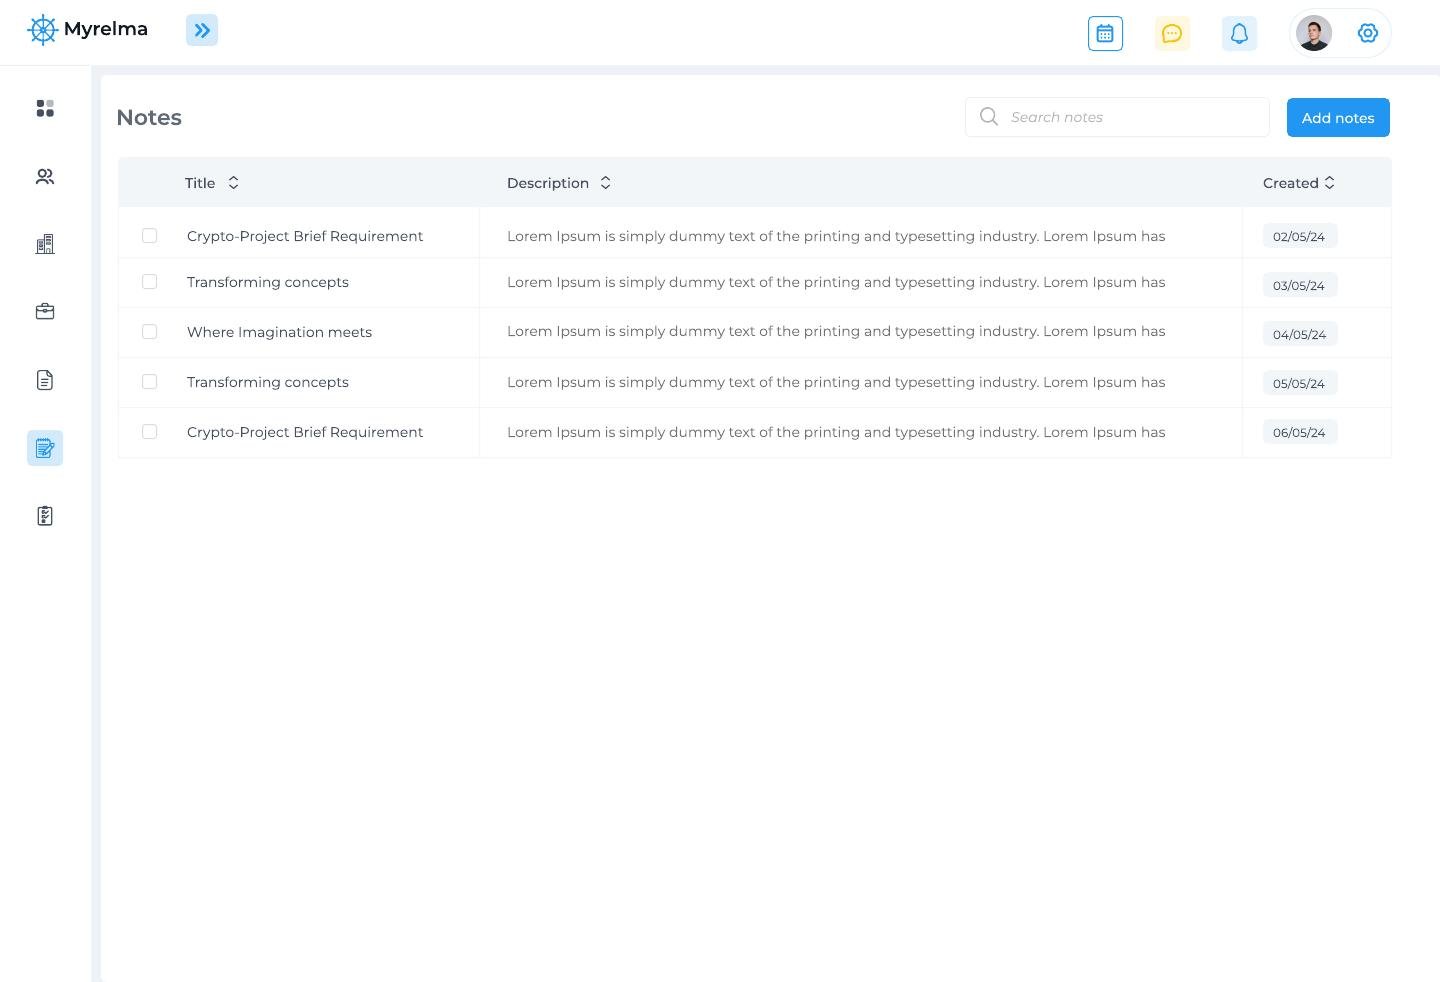 Myrelma
Notes
Search notes
Add notes
Title Description Created
Crypto-Project Brief Requirement Lorem Ipsum is simply dummy text of the printing and typesetting industry. Lorem Ipsum has 02/05/24
Transforming concepts Lorem Ipsum is simply dummy text of the printing and typesetting industry. Lorem Ipsum has 03/05/24
Where Imagination meets Lorem Ipsum is simply dummy text of the printing and typesetting industry. Lorem Ipsum has 04/05/24
Transforming concepts Lorem Ipsum is simply dummy text of the printing and typesetting industry. Lorem Ipsum has 05/05/24
Crypto-Project Brief Requirement Lorem Ipsum is simply dummy text of the printing and typesetting industry. Lorem Ipsum has 06/05/24